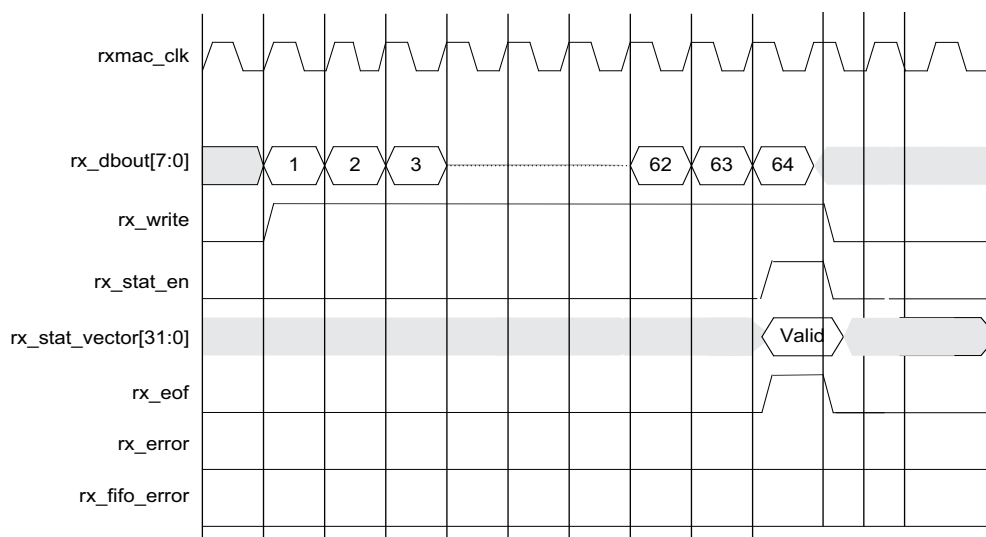 rxmac_clk
rx_dbout[7:0] 1 2 3 62 63 64
rx_write
rx_stat_en
rx_stat_vector[31:0] Valid
rx_eof
rx_error
rx_fifo_error